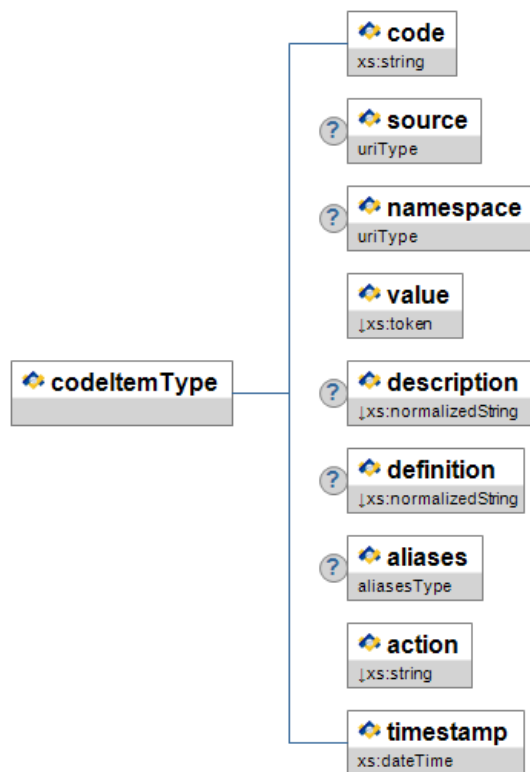 code
xs:string
? source
uriType
? namespace
uriType
value
↓xs:token
codeItemType
? description
↓xs:normalizedString
? definition
↓xs:normalizedString
? aliases
aliasesType
action
↓xs:string
timestamp
xs:dateTime